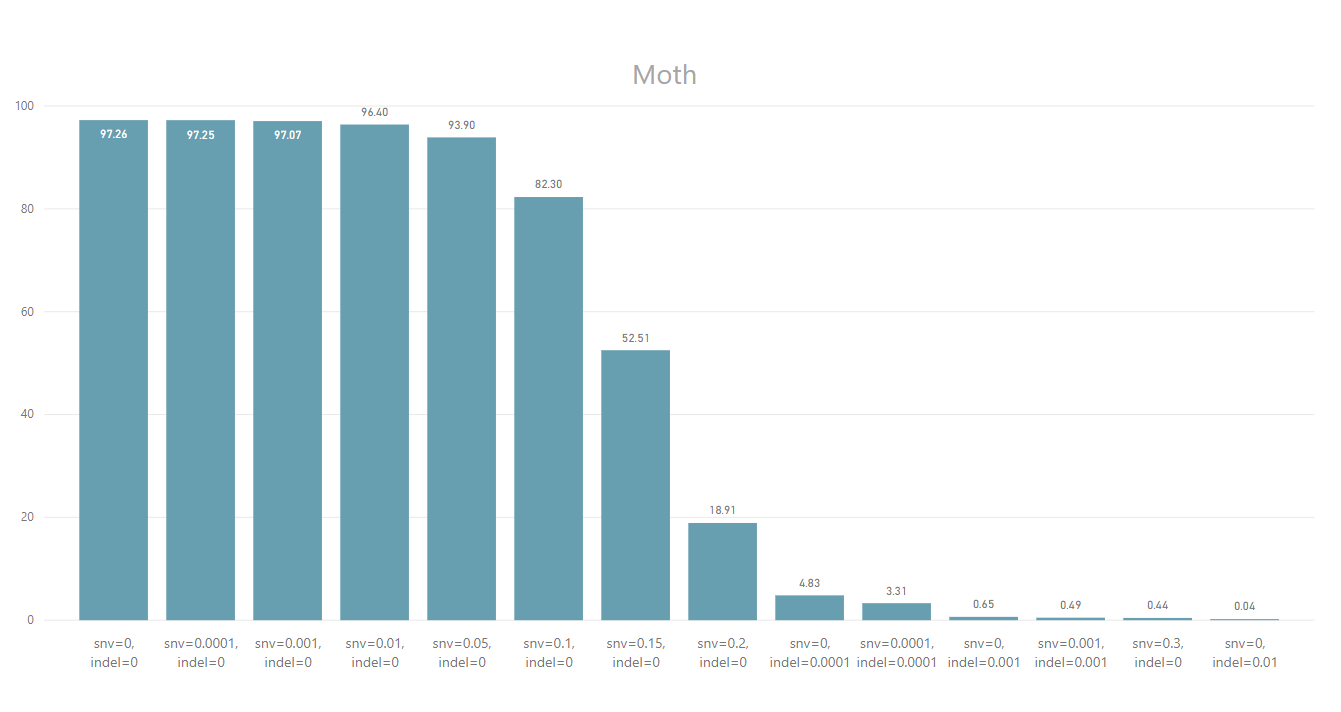 Moth
100
80
60
40
20
0
97.26
97.25
97.07
96.40
93.90
82.30
52.51
18.91
4.83
3.31
0.65
0.49
0.44
0.04
snv=0,
indel=0
snv=0.0001,
indel=0
snv=0.001,
indel=0
snv=0.01,
indel=0
snv=0.05,
indel=0
snv=0.1,
indel=0
snv=0.15,
indel=0
snv=0.2,
indel=0
snv=0,
indel=0.0001
snv=0.0001,
indel=0.0001
snv=0,
indel=0.001
snv=0.001,
indel=0.001
snv=0.3,
indel=0
snv=0,
indel=0.01